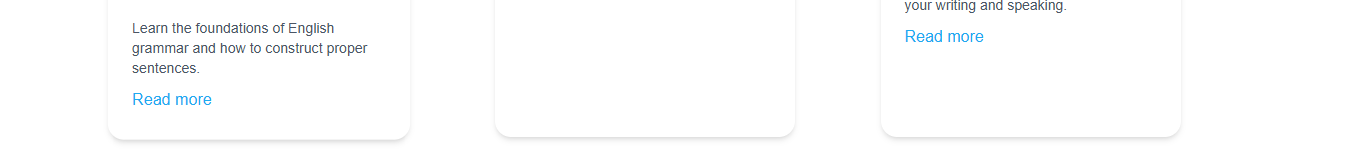 Learn the foundations of English
grammar and how to construct proper
sentences.
Read more
your writing and speaking.
Read more